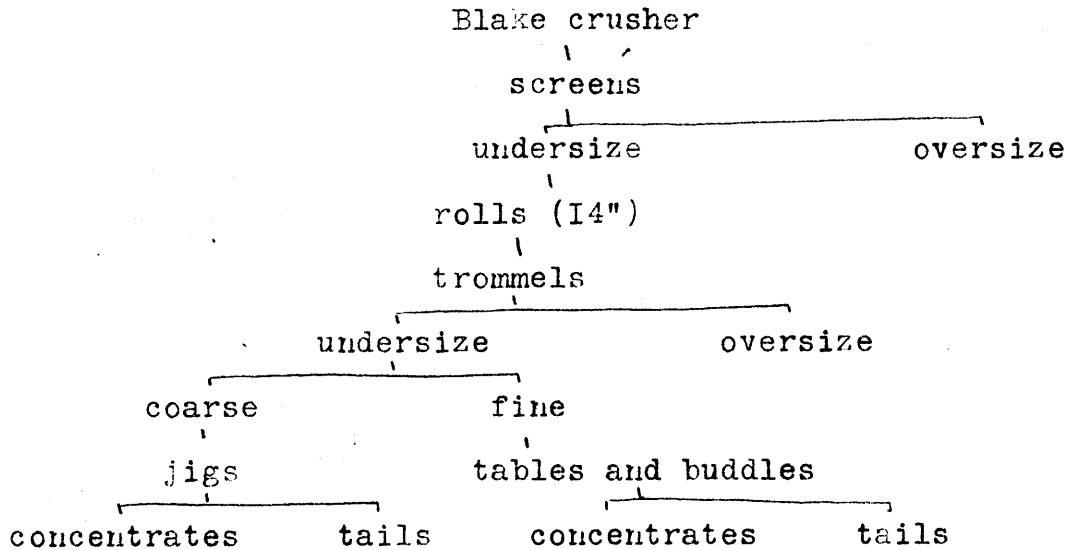 Blake crusher
screens
undersize oversize
rolls (I4")
trommels
undersize oversize
coarse fine
jigs tables and buddles
concentrates tails concentrates tails